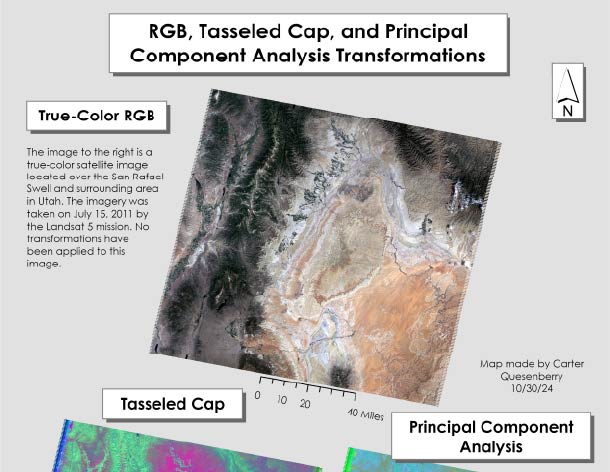 RGB, Tasseled Cap, and Principal
Component Analysis Transformations
N
True-Color RGB
The image to the right is a
true-color satellite image
located over the San Rafael
Swell and surrounding area
in Utah. The imagery was
taken on July 15, 2011 by
the Landsat 5 mission. No
transformations have
been applied to this
image.
Map made by Carter
Quesenberry
10/30/24
0 10 20 40 Miles
Tasseled Cap
Principal Component
Analysis